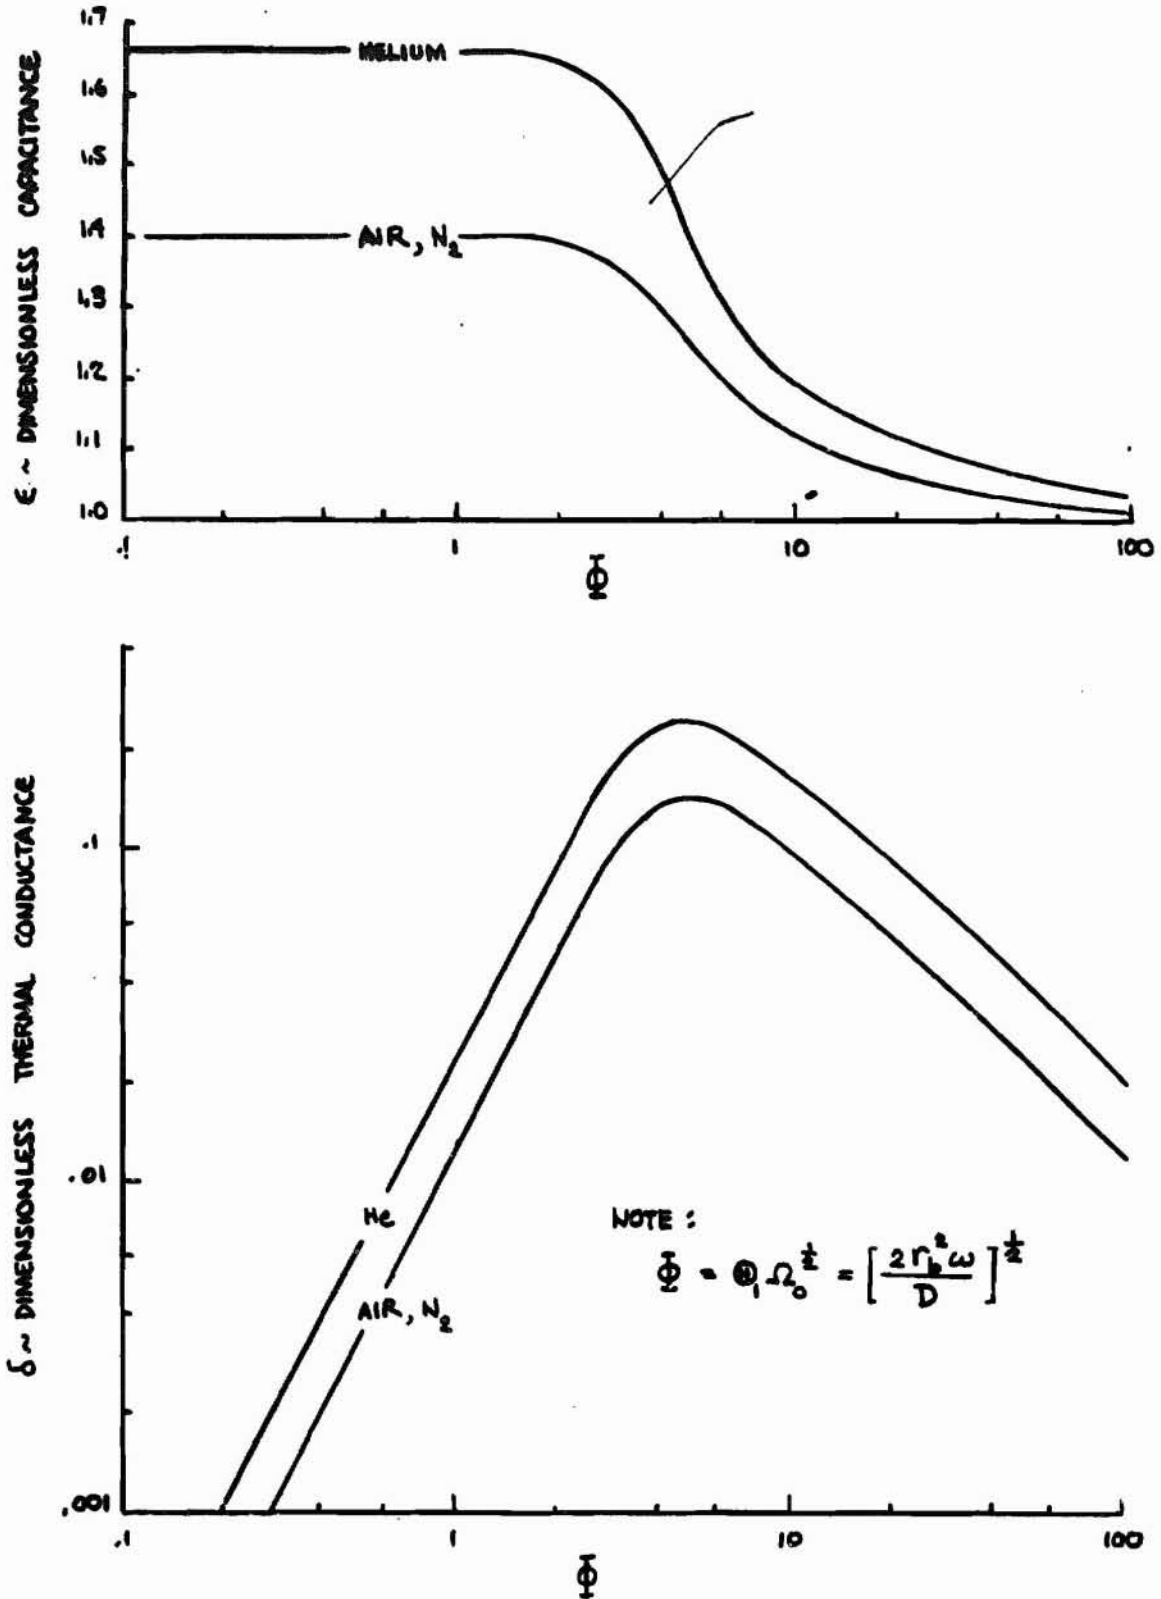 1.7
1.6
1.5
1.4
1.3
1.2
1.1
1.0
ϵ ~ DIMENSIONLESS CAPACITANCE
HELIUM
AIR, N₂
.1 1 10 100
Φ
.1
.01
.001
δ ~ DIMENSIONLESS THERMAL CONDUCTANCE
He
AIR, N₂
NOTE :
Φ = Θ₁ Ω₀^½ = [ 2 r_b² ω / D ]^½
.1 1 10 100
Φ